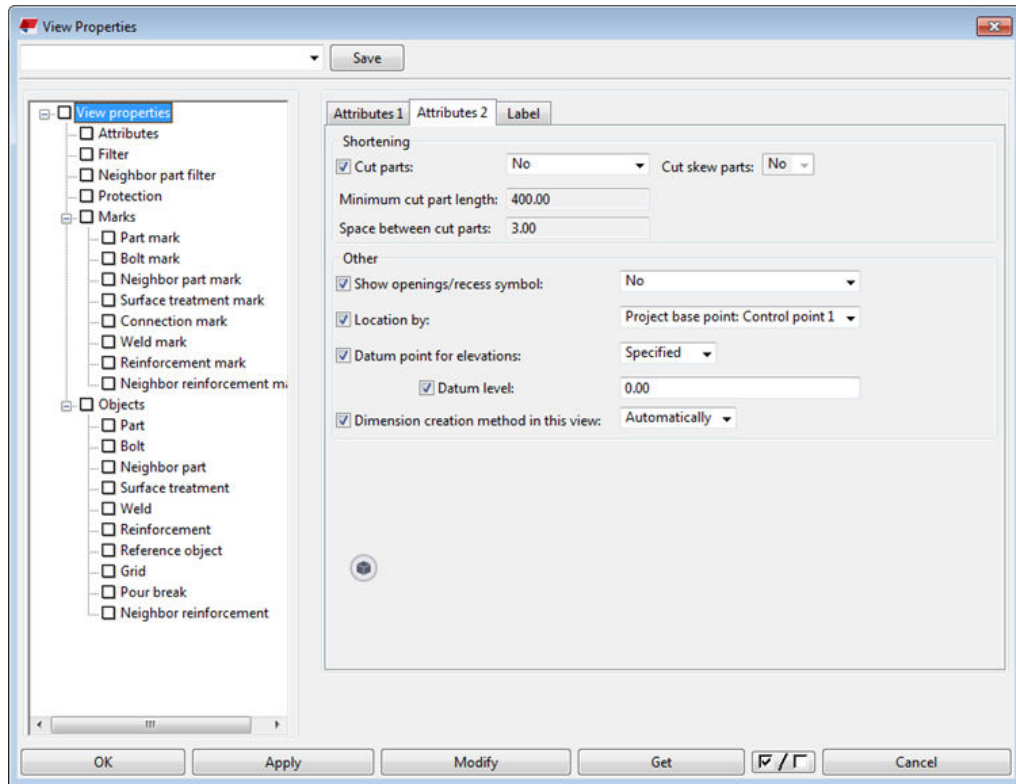 View Properties
Save
View properties
Attributes
Filter
Neighbor part filter
Protection
Marks
Part mark
Bolt mark
Neighbor part mark
Surface treatment mark
Connection mark
Weld mark
Reinforcement mark
Neighbor reinforcement ma
Objects
Part
Bolt
Neighbor part
Surface treatment
Weld
Reinforcement
Reference object
Grid
Pour break
Neighbor reinforcement
Attributes 1 Attributes 2 Label
Shortening
Cut parts: No Cut skew parts: No
Minimum cut part length: 400.00
Space between cut parts: 3.00
Other
Show openings/recess symbol: No
Location by: Project base point: Control point 1
Datum point for elevations: Specified
Datum level: 0.00
Dimension creation method in this view: Automatically
OK Apply Modify Get / Cancel